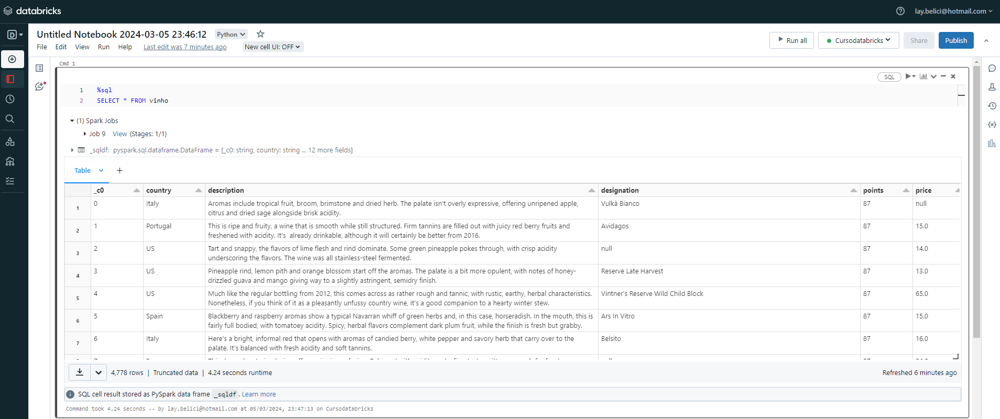 databricks
lay.belici@hotmail.com
D
Untitled Notebook 2024-03-05 23:46:12 Python
File Edit View Run Help Last edit was 7 minutes ago New cell UI: OFF
Run all Cursodatabricks Share Publish
Cmd 1
SQL
1 %sql
2 SELECT * FROM vinho
(1) Spark Jobs
Job 9 View (Stages: 1/1)
_sqldf: pyspark.sql.dataframe.DataFrame = [_c0: string, country: string ... 12 more fields]
Table +
_c0 country description designation points price
1 0 Italy Aromas include tropical fruit, broom, brimstone and dried herb. The palate isn't overly expressive, offering unripened apple, Vulkà Bianco 87 null
citrus and dried sage alongside brisk acidity.
2 1 Portugal This is ripe and fruity, a wine that is smooth while still structured. Firm tannins are filled out with juicy red berry fruits and Avidagos 87 15.0
freshened with acidity. It's already drinkable, although it will certainly be better from 2016.
3 2 US Tart and snappy, the flavors of lime flesh and rind dominate. Some green pineapple pokes through, with crisp acidity null 87 14.0
underscoring the flavors. The wine was all stainless-steel fermented.
4 3 US Pineapple rind, lemon pith and orange blossom start off the aromas. The palate is a bit more opulent, with notes of honey- Reserve Late Harvest 87 13.0
drizzled guava and mango giving way to a slightly astringent, semidry finish.
5 4 US Much like the regular bottling from 2012, this comes across as rather rough and tannic, with rustic, earthy, herbal characteristics. Vintner's Reserve Wild Child Block 87 65.0
Nonetheless, if you think of it as a pleasantly unfussy country wine, it's a good companion to a hearty winter stew.
6 5 Spain Blackberry and raspberry aromas show a typical Navarran whiff of green herbs and, in this case, horseradish. In the mouth, this is Ars In Vitro 87 15.0
fairly full bodied, with tomatoey acidity. Spicy, herbal flavors complement dark plum fruit, while the finish is fresh but grabby.
7 6 Italy Here's a bright, informal red that opens with aromas of candied berry, white pepper and savory herb that carry over to the Belsito 87 16.0
palate. It's balanced with fresh acidity and soft tannins.
4,778 rows | Truncated data | 4.24 seconds runtime
Refreshed 6 minutes ago
SQL cell result stored as PySpark data frame _sqldf. Learn more
Command took 4.24 seconds -- by lay.belici@hotmail.com at 05/03/2024, 23:47:13 on Cursodatabricks